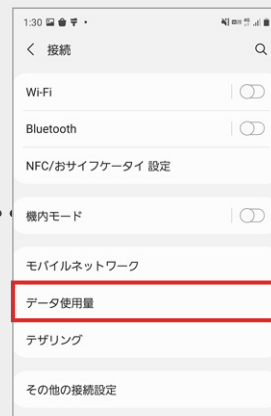 1:30
接続
Wi-Fi
Bluetooth
NFC/おサイフケータイ 設定
機内モード
モバイルネットワーク
データ使用量
テザリング
その他の接続設定